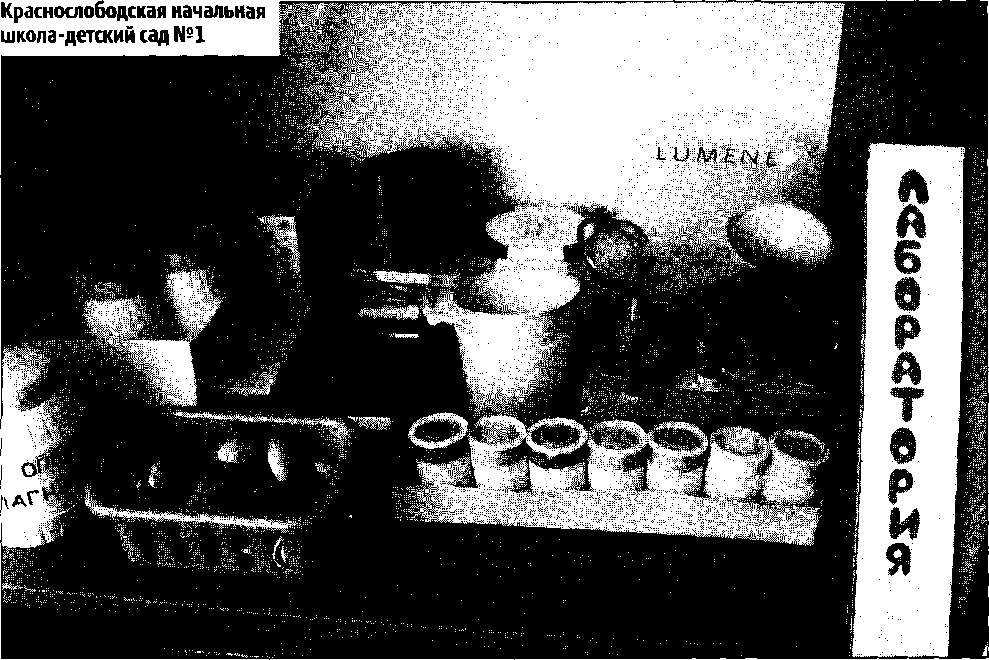 Краснослободская начальная
школа-детский сад №1
LUMENE
ЛАБОРАТОРИЯ